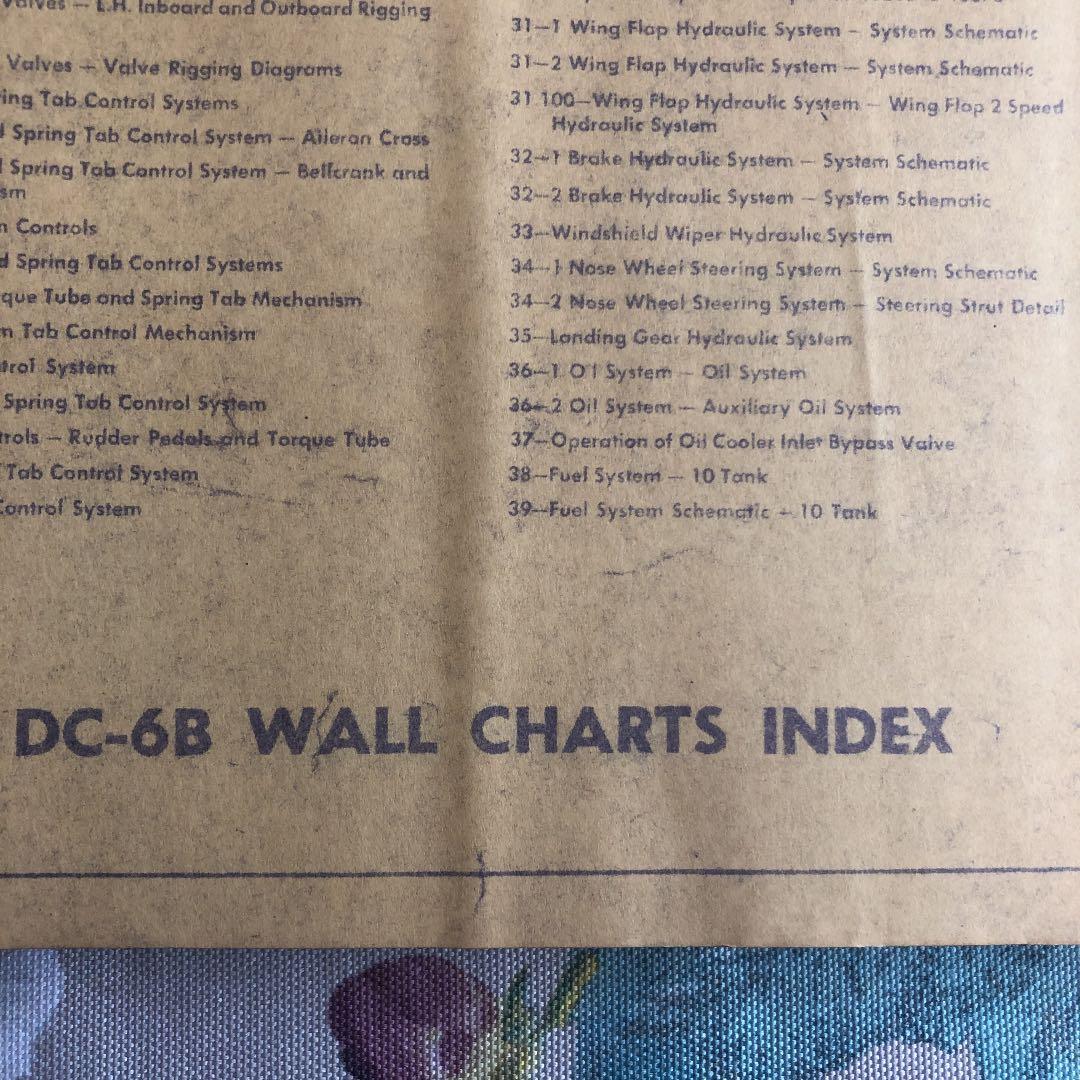 Valves — L.H. Inboard and Outboard Rigging
Valves — Valve Rigging Diagrams
ing Tab Control Systems
d Spring Tab Control System — Aileron Cross
d Spring Tab Control System — Bellcrank and
sm
n Controls
d Spring Tab Control Systems
que Tube and Spring Tab Mechanism
m Tab Control Mechanism
trol System
Spring Tab Control System
trols — Rudder Pedals and Torque Tube
Tab Control System
Control System
31—1 Wing Flap Hydraulic System — System Schematic
31—2 Wing Flap Hydraulic System — System Schematic
31 100—Wing Flap Hydraulic System — Wing Flap 2 Speed
Hydraulic System
32—1 Brake Hydraulic System — System Schematic
32—2 Brake Hydraulic System — System Schematic
33—Windshield Wiper Hydraulic System
34—1 Nose Wheel Steering System — System Schematic
34—2 Nose Wheel Steering System — Steering Strut Detail
35—Landing Gear Hydraulic System
36—1 Oil System — Oil System
36—2 Oil System — Auxiliary Oil System
37—Operation of Oil Cooler Inlet Bypass Valve
38—Fuel System — 10 Tank
39—Fuel System Schematic — 10 Tank
DC-6B WALL CHARTS INDEX